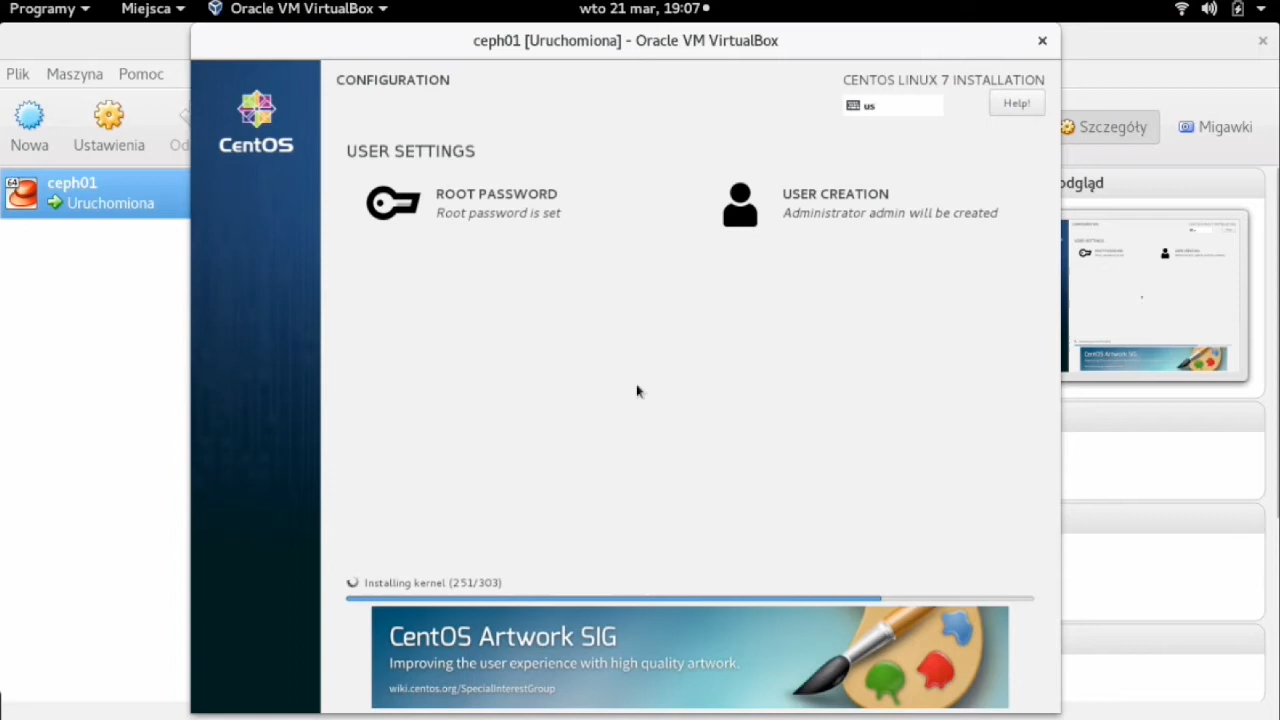 Programy Miejsca Oracle VM VirtualBox wto 21 mar, 19:07
ceph01 [Uruchomiona] - Oracle VM VirtualBox
Plik Maszyna Pomoc
Nowa Ustawienia Od
Szczegóły Migawki
64
ceph01
Uruchomiona
odgląd
CentOS
CONFIGURATION
CENTOS LINUX 7 INSTALLATION
us
Help!
USER SETTINGS
ROOT PASSWORD
Root password is set
USER CREATION
Administrator admin will be created
Installing kernel (251/303)
CentOS Artwork SIG
Improving the user experience with high quality artwork.
wiki.centos.org/SpecialInterestGroup